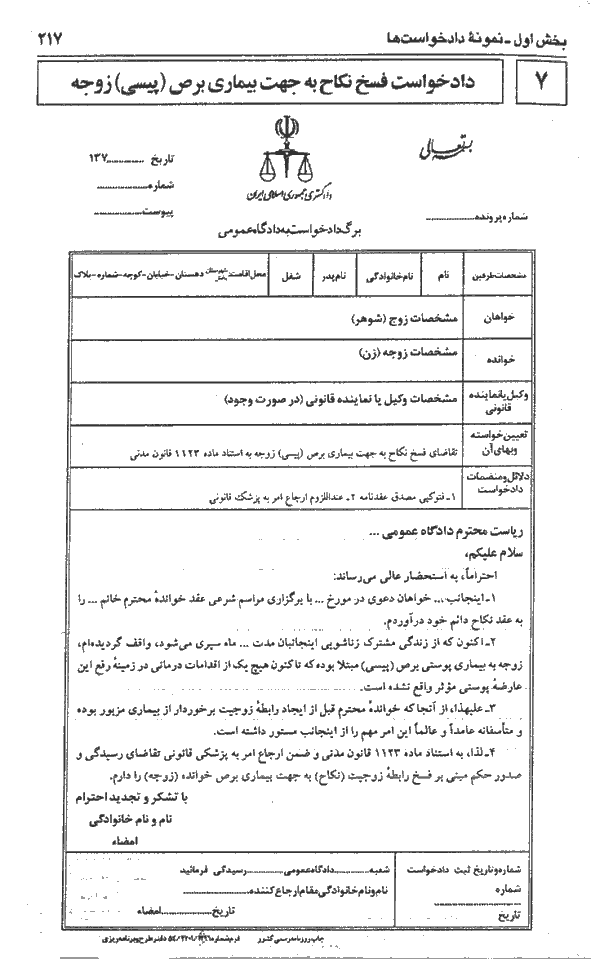 بخش اول ـ نمونهٔ دادخواست‌ها
۲۱۷
۷
دادخواست فسخ نکاح به جهت بیماری برص (پیسی) زوجه
بسمه تعالی
دادگستری جمهوری اسلامی ایران
تاریخ ............. ۱۳۷
شماره.....................
پیوست.....................
شماره پرونده.....................
برگ دادخواست به دادگاه عمومی
مشخصات طرفین
نام
نام خانوادگی
نام پدر
شغل
محل اقامت: شهرستان دهستان - خیابان - کوچه - شماره - پلاک
خواهان
مشخصات زوج (شوهر)
خوانده
مشخصات زوجه (زن)
وکیل یا نماینده قانونی
مشخصات وکیل یا نماینده قانونی (در صورت وجود)
تعیین خواسته وبهای آن
تقاضای فسخ نکاح به جهت بیماری برص (پیسی) زوجه به استناد ماده ۱۱۲۳ قانون مدنی
دلائل و منضمات دادخواست
۱ـ فتوکپی مصدق عقدنامه ۲ـ عنداللزوم ارجاع امر به پزشک قانونی
ریاست محترم دادگاه عمومی ...
سلام علیکم،
احتراماً، به استحضار عالی می‌رساند:
۱ـ اینجانب... خواهان دعوی در مورخ ... با برگزاری مراسم شرعی عقد خواندهٔ محترم خانم ... را
به عقد نکاح دائم خود درآوردم.
۲ـ اکنون که از زندگی مشترک زناشویی اینجانبان مدت ... ماه سپری می‌شود، واقف گردیده‌ام،
زوجه به بیماری پوستی برص (پیسی) مبتلا بوده که تاکنون هیچ یک از اقدامات درمانی در زمینهٔ رفع این
عارضهٔ پوستی مؤثر واقع نشده است.
۳ـ علیهذا، از آنجا که خواندهٔ محترم قبل از ایجاد رابطهٔ زوجیت برخوردار از بیماری مزبور بوده
و متأسفانه عامداً و عالماً این امر مهم را از اینجانب مستور داشته است.
۴ـ لذا، به استناد ماده ۱۱۲۳ قانون مدنی و ضمن ارجاع امر به پزشکی قانونی تقاضای رسیدگی و
صدور حکم مبنی بر فسخ رابطهٔ زوجیت (نکاح) به جهت بیماری برص خوانده (زوجه) را دارم.
با تشکر و تجدید احترام
نام و نام خانوادگی
امضاء
شماره و تاریخ ثبت دادخواست
شماره
تاریخ
شعبه.............دادگاه عمومی.................رسیدگی فرمائید
نام و نام خانوادگی مقام ارجاع کننده.....................
تاریخ............... امضاء
چاپ روزنامه رسمی کشور
دفتر طرح و برنامه‌ریزی